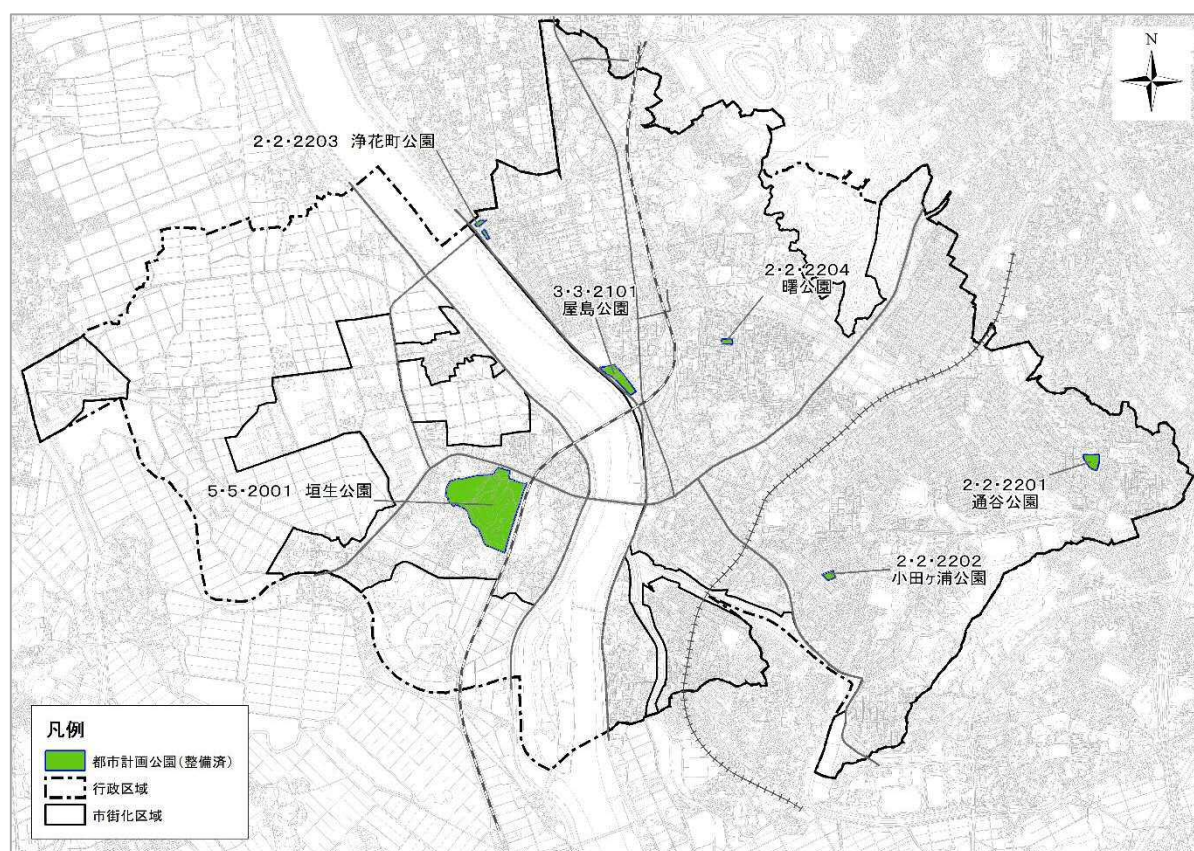 N
2・2・2203 浄花町公園
2・2・2204
曙公園
3・3・2101
屋島公園
5・5・2001 垣生公園
2・2・2201
通谷公園
2・2・2202
小田ヶ浦公園
凡例
都市計画公園(整備済)
行政区域
市街化区域